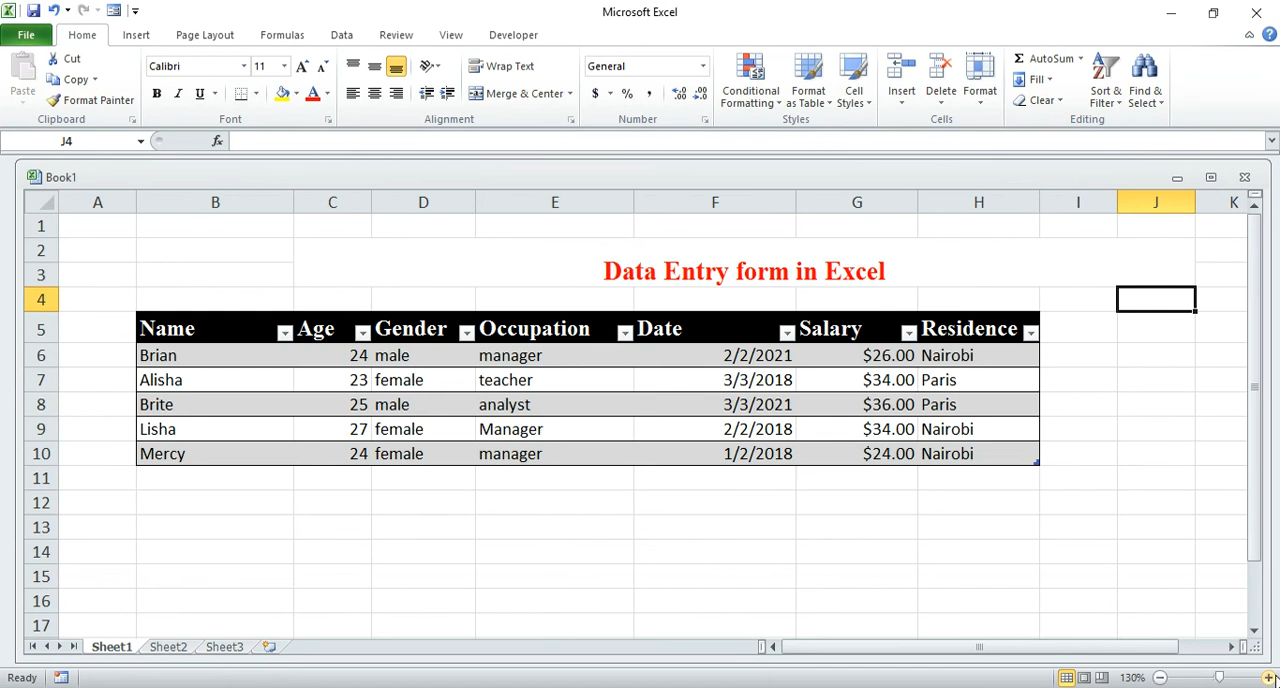 Microsoft Excel
File Home Insert Page Layout Formulas Data Review View Developer
Paste
Cut
Copy
Format Painter
Clipboard
Calibri 11 A A
B I U A
Font
Wrap Text
Merge & Center
Alignment
General
$ % ,
Number
Conditional Formatting
Format as Table
Cell Styles
Styles
Insert Delete Format
Cells
Σ AutoSum
Fill
Clear
Sort & Filter
Find & Select
Editing
J4 fx
Book1
A B C D E F G H I J K
1
2
3 Data Entry form in Excel
4
5 Name Age Gender Occupation Date Salary Residence
6 Brian 24 male manager 2/2/2021 $26.00 Nairobi
7 Alisha 23 female teacher 3/3/2018 $34.00 Paris
8 Brite 25 male analyst 3/3/2021 $36.00 Paris
9 Lisha 27 female Manager 2/2/2018 $34.00 Nairobi
10 Mercy 24 female manager 1/2/2018 $24.00 Nairobi
11
12
13
14
15
16
17
Sheet1 Sheet2 Sheet3
Ready 130%